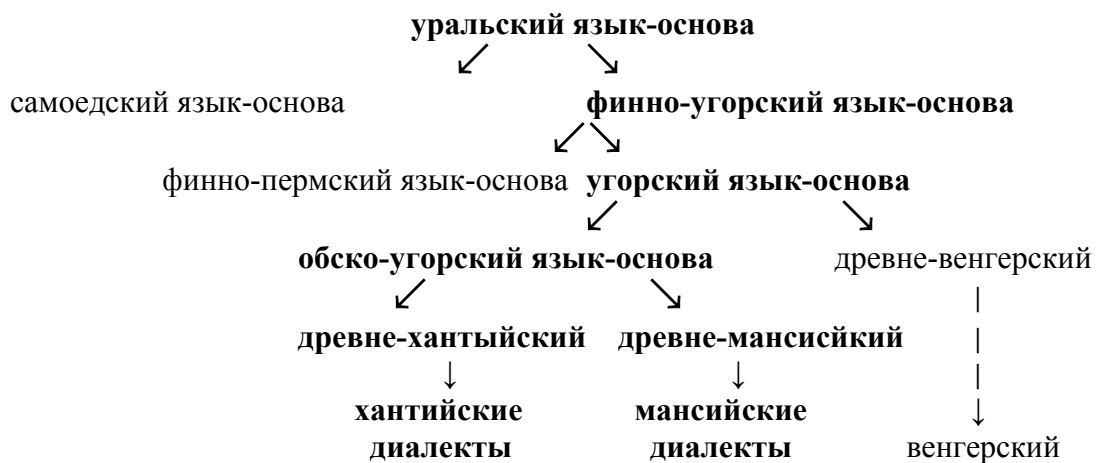 уральский язык-основа
самоедский язык-основа финно-угорский язык-основа
финно-пермский язык-основа угорский язык-основа
обско-угорский язык-основа древне-венгерский
древне-хантыйский древне-мансисйкий
хантийские мансийские
диалекты диалекты венгерский